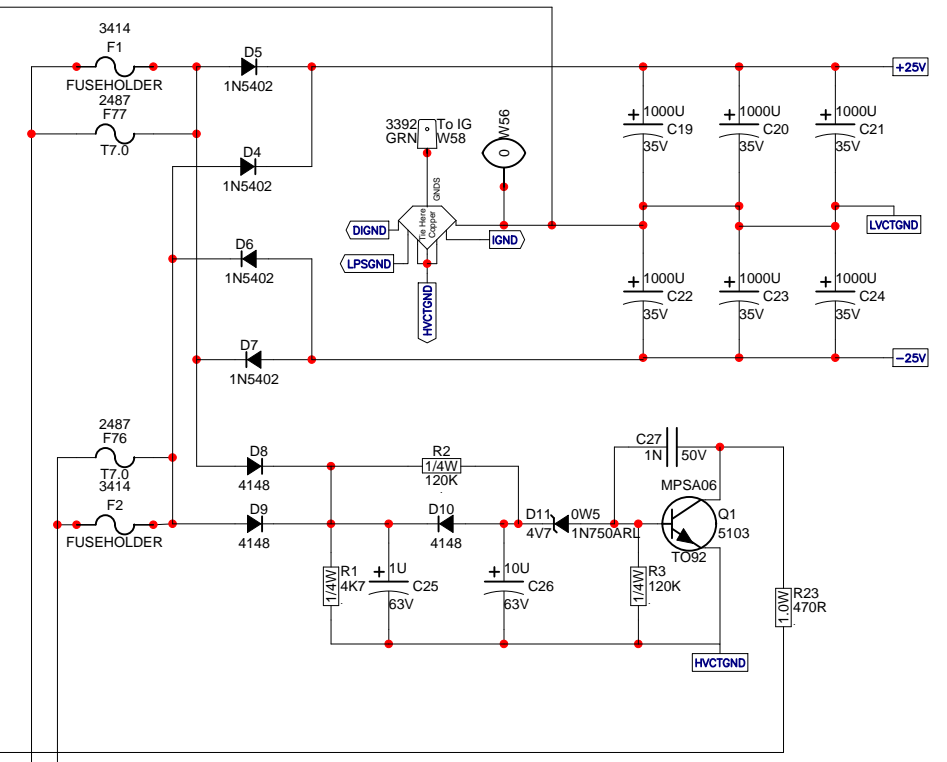 3414
F1
FUSEHOLDER
2487
F77
T7.0
D5
1N5402
D4
1N5402
D6
1N5402
D7
1N5402
3392
GRN
To IG
W58
GNDS
W56
0
Tie Here
Copper
DIGND
LPSGND
IGND
HVCTGND
1000U
C19
35V
1000U
C20
35V
1000U
C21
35V
+25V
LVCTGND
1000U
C22
35V
1000U
C23
35V
1000U
C24
35V
−25V
2487
F76
T7.0
3414
F2
FUSEHOLDER
D8
4148
D9
4148
R2
1/4W
120K
D10
4148
D11
4V7
0W5
1N750ARL
C27
1N
50V
MPSA06
Q1
5103
TO92
R1
4K7
1/4W
1U
C25
63V
10U
C26
63V
R3
120K
1/4W
R23
470R
1.0W
HVCTGND